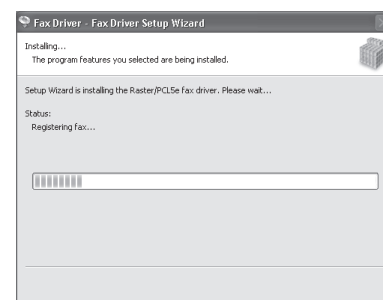 Fax Driver - Fax Driver Setup Wizard
Installing...
The program features you selected are being installed.
Setup Wizard is installing the Raster/PCL5e fax driver. Please wait...
Status:
Registering fax...